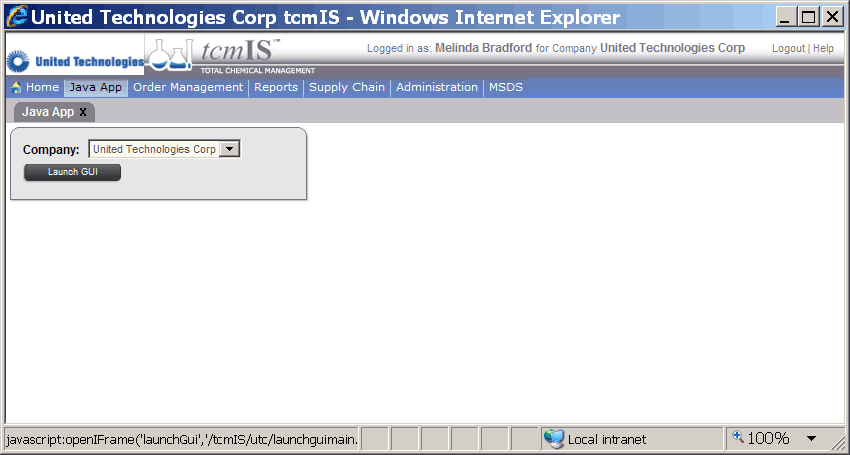 United Technologies Corp tcmIS - Windows Internet Explorer
United Technologies tcmIS™ Logged in as: Melinda Bradford for Company United Technologies Corp Logout | Help
TOTAL CHEMICAL MANAGEMENT
Home Java App Order Management Reports Supply Chain Administration MSDS
Java App x
Company: United Technologies Corp
Launch GUI
javascript:openIFrame('launchGui','/tcmIS/utc/launchguimain. Local intranet 100%